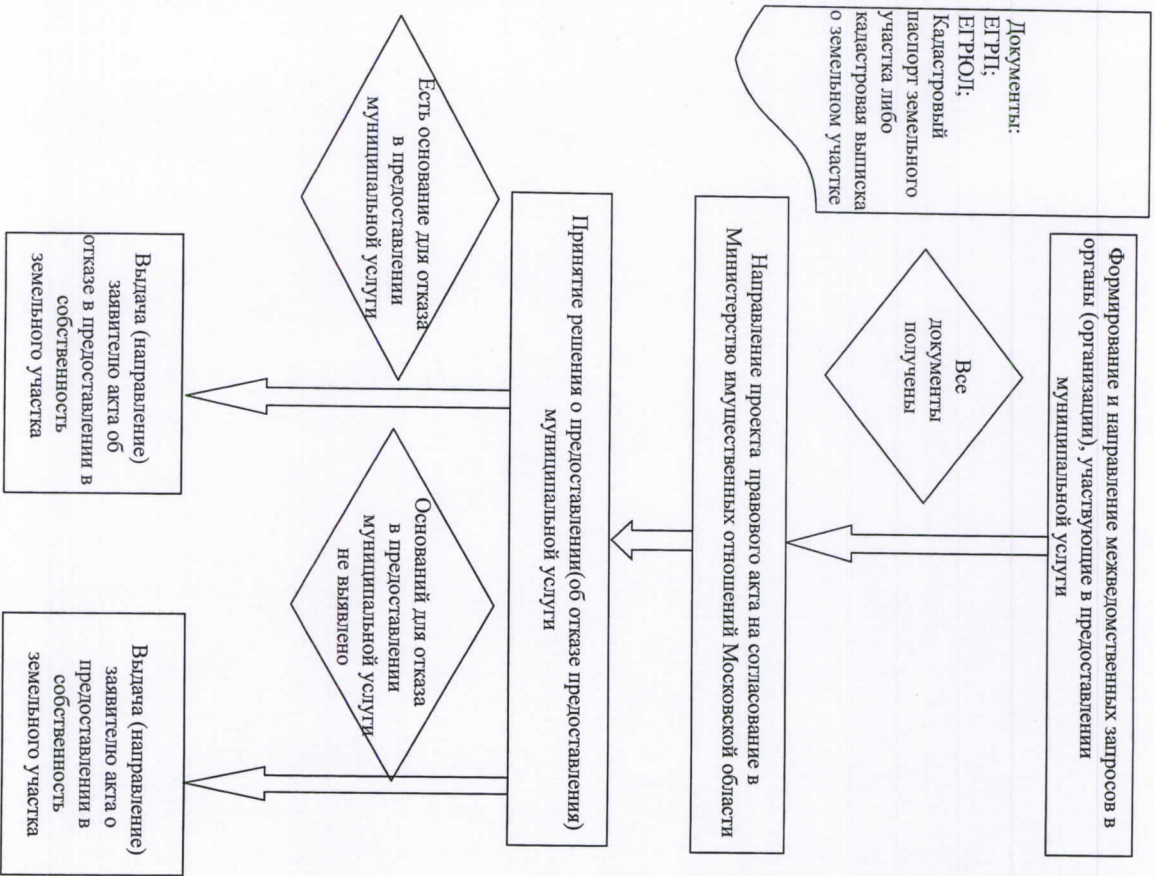 Формирование и направление межведомственных запросов в
органы (организации), участвующие в предоставлении
муниципальной услуги
Документы:
ЕГРП;
ЕГРЮЛ;
Кадастровый
паспорт земельного
участка либо
кадастровая выписка
о земельном участке
Все
документы
получены
Направление проекта правового акта на согласование в
Министерство имущественных отношений Московской области
Принятие решения о предоставлении(об отказе предоставления)
муниципальной услуги
Есть основание для отказа
в предоставлении
муниципальной услуги
Оснований для отказа
в предоставлении
муниципальной услуги
не выявлено
Выдача (направление)
заявителю акта об
отказе в предоставлении в
собственность
земельного участка
Выдача (направление)
заявителю акта о
предоставлении в
собственность
земельного участка